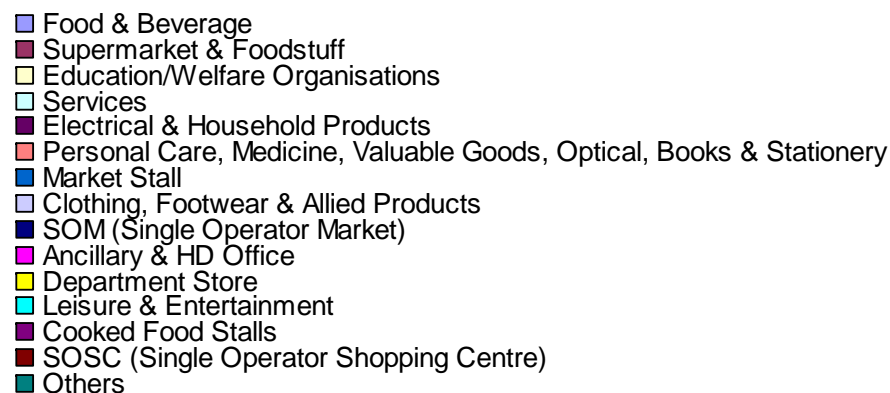 Food & Beverage
Supermarket & Foodstuff
Education/Welfare Organisations
Services
Electrical & Household Products
Personal Care, Medicine, Valuable Goods, Optical, Books & Stationery
Market Stall
Clothing, Footwear & Allied Products
SOM (Single Operator Market)
Ancillary & HD Office
Department Store
Leisure & Entertainment
Cooked Food Stalls
SOSC (Single Operator Shopping Centre)
Others